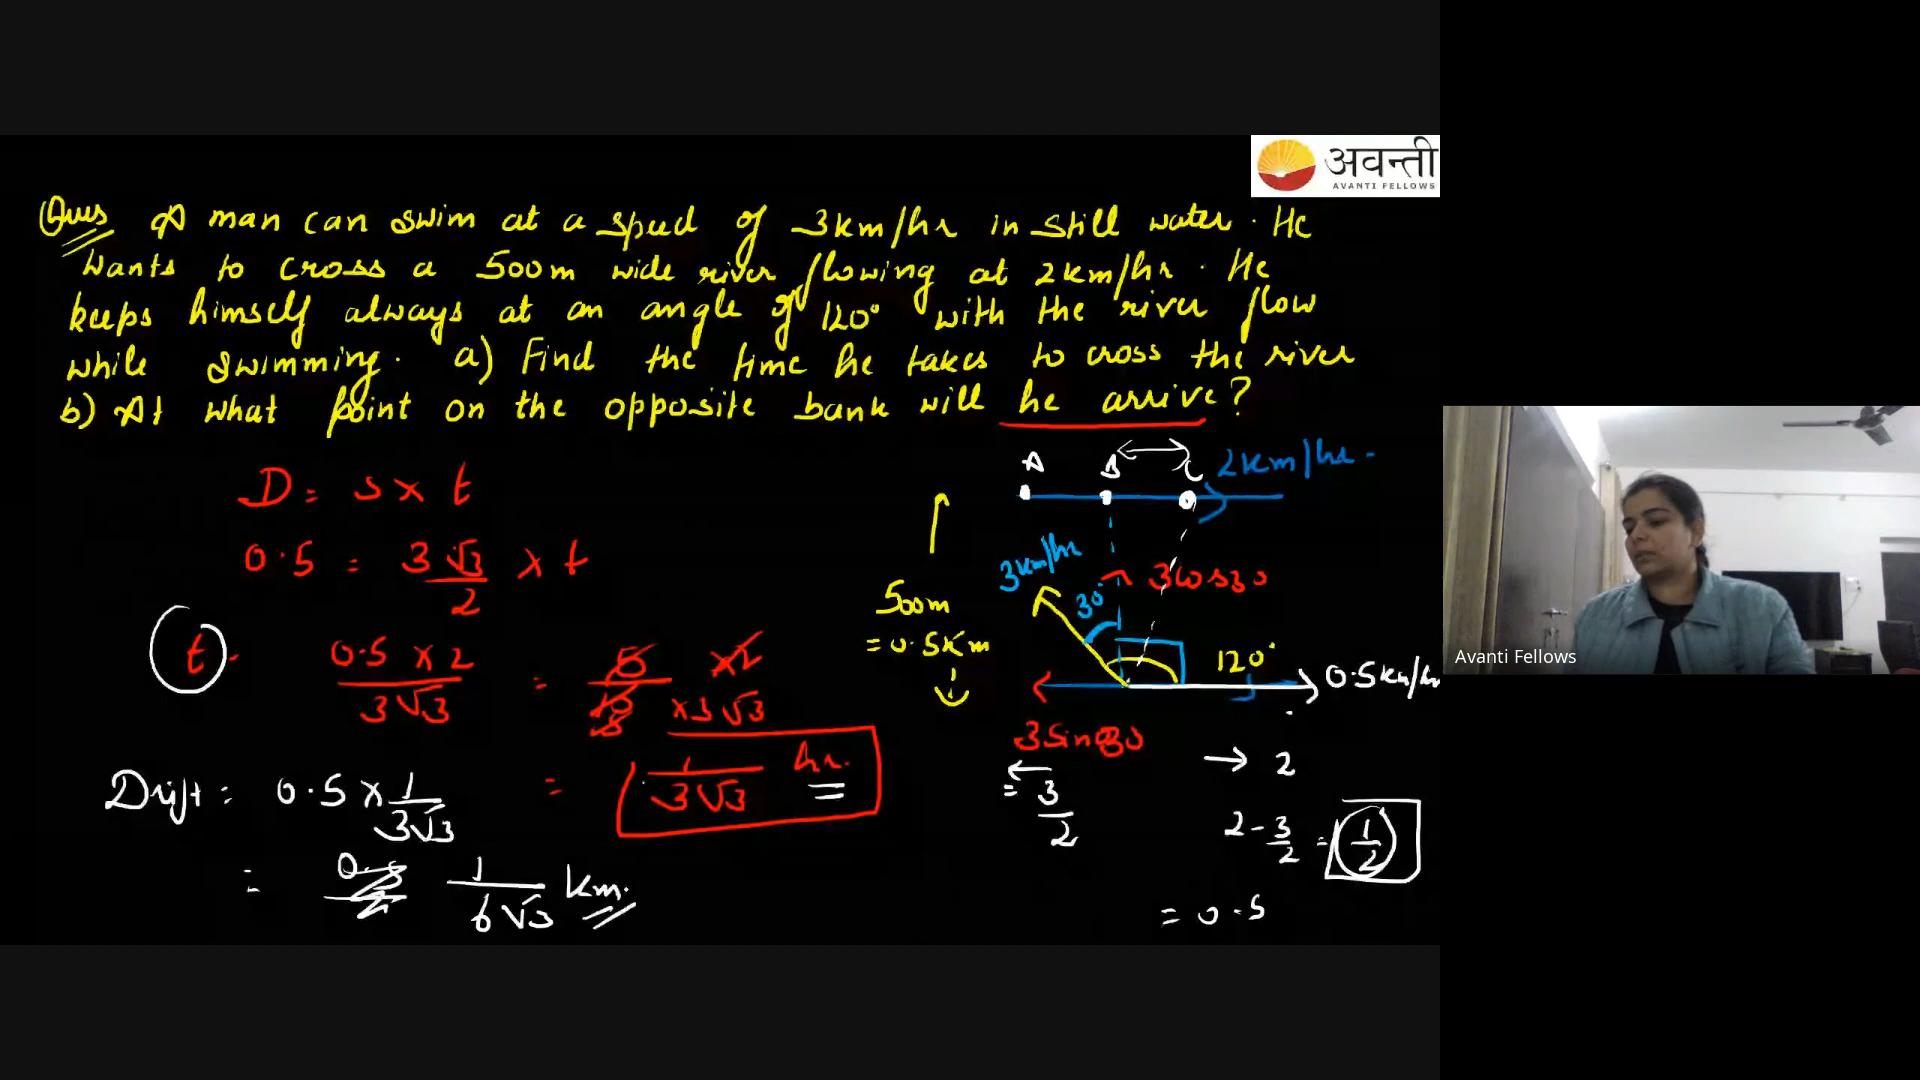 अवन्ती
AVANTI FELLOWS
Ques A man can swim at a speed of 3km/hr in still water. He
wants to cross a 500m wide river flowing at 2km/hr. He
keeps himself always at an angle of 120° with the river flow
while swimming. a) Find the time he takes to cross the river
b) At what point on the opposite bank will he arrive?
D = s x t
0.5 = 3 √3/2 x t
t = 0.5 x 2 / 3√3 = 5 x2 / 10 x 3√3
= 1/3√3 hr.
Drift = 0.5 x 1/3√3
= 1/6√3 km.
A B C 2km/hr.
3km/hr
30° 3cos30
500m
= 0.5Km
120° 0.5km/hr
3sin30
= 3/2
→ 2
2 - 3/2 = 1/2
= 0.5
Avanti Fellows